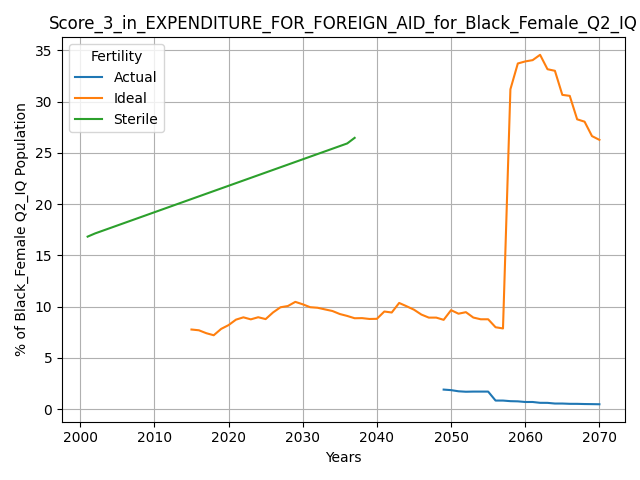 Score_3_in_EXPENDITURE_FOR_FOREIGN_AID_for_Black_Female_Q2_IQ
Fertility
Actual
Ideal
Sterile
% of Black_Female Q2_IQ Population
35
30
25
20
15
10
5
0
2000 2010 2020 2030 2040 2050 2060 2070
Years